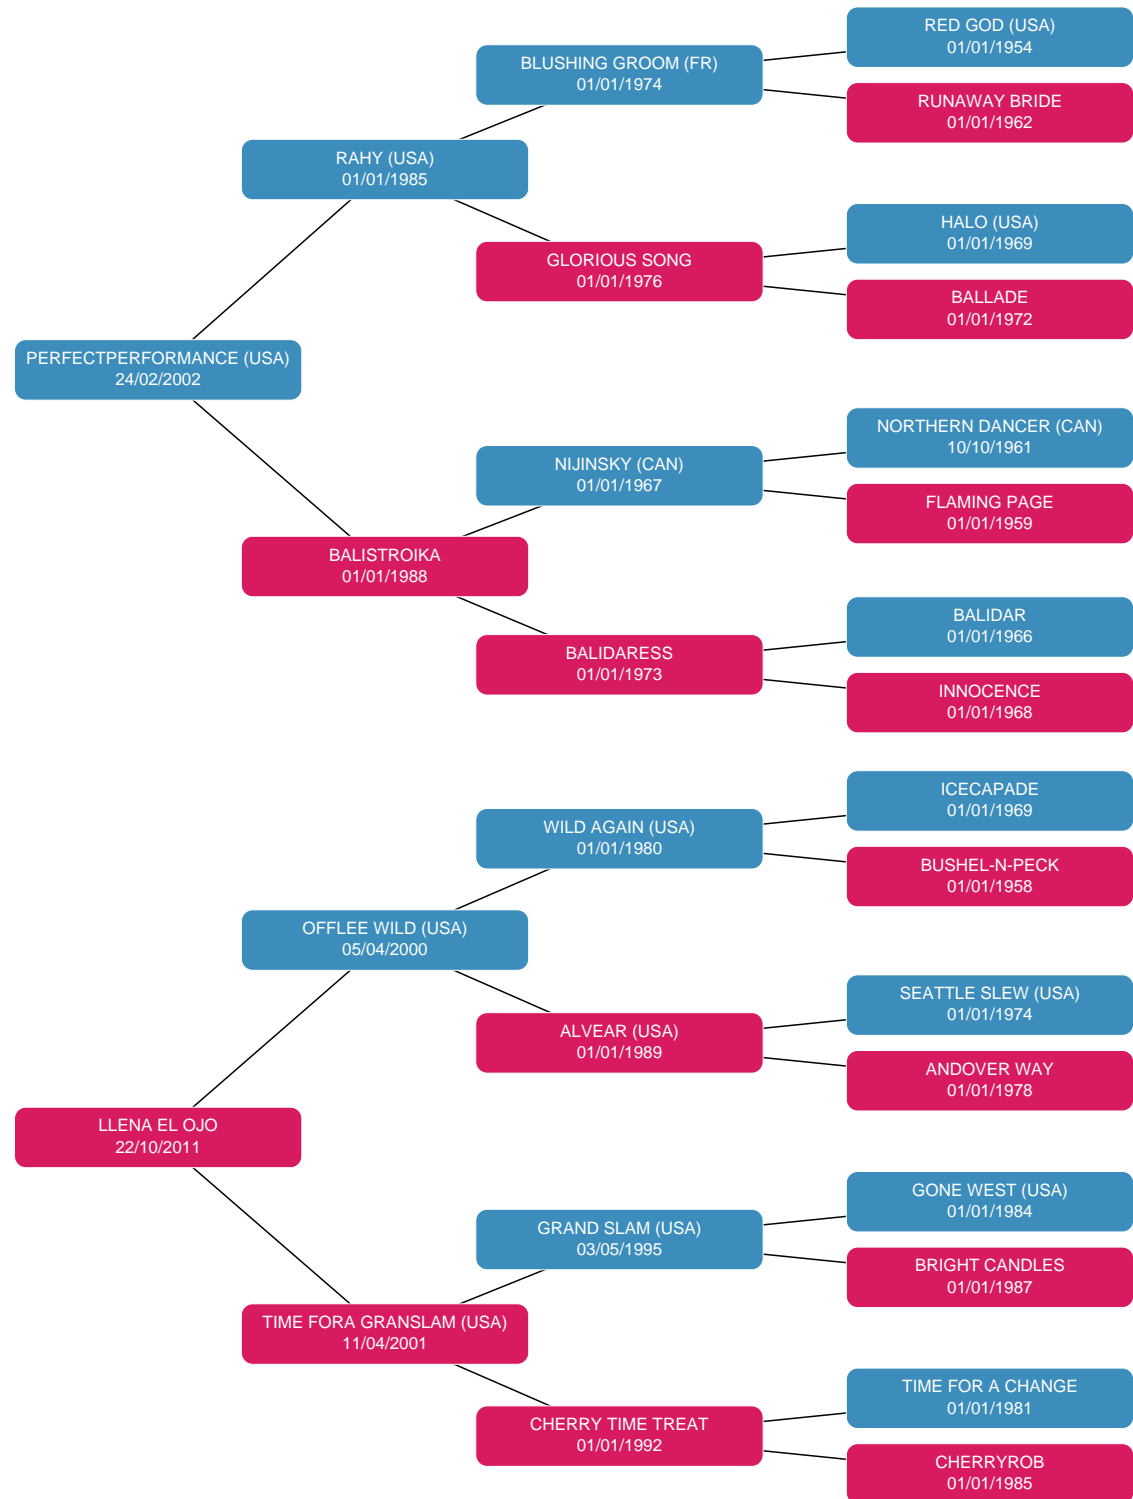 RED GOD (USA)
01/01/1954
BLUSHING GROOM (FR)
01/01/1974
RUNAWAY BRIDE
01/01/1962
RAHY (USA)
01/01/1985
HALO (USA)
01/01/1969
GLORIOUS SONG
01/01/1976
BALLADE
01/01/1972
PERFECTPERFORMANCE (USA)
24/02/2002
NORTHERN DANCER (CAN)
10/10/1961
NIJINSKY (CAN)
01/01/1967
FLAMING PAGE
01/01/1959
BALISTROIKA
01/01/1988
BALIDAR
01/01/1966
BALIDARESS
01/01/1973
INNOCENCE
01/01/1968
ICECAPADE
01/01/1969
WILD AGAIN (USA)
01/01/1980
BUSHEL-N-PECK
01/01/1958
OFFLEE WILD (USA)
05/04/2000
SEATTLE SLEW (USA)
01/01/1974
ALVEAR (USA)
01/01/1989
ANDOVER WAY
01/01/1978
LLENA EL OJO
22/10/2011
GONE WEST (USA)
01/01/1984
GRAND SLAM (USA)
03/05/1995
BRIGHT CANDLES
01/01/1987
TIME FORA GRANSLAM (USA)
11/04/2001
TIME FOR A CHANGE
01/01/1981
CHERRY TIME TREAT
01/01/1992
CHERRYROB
01/01/1985